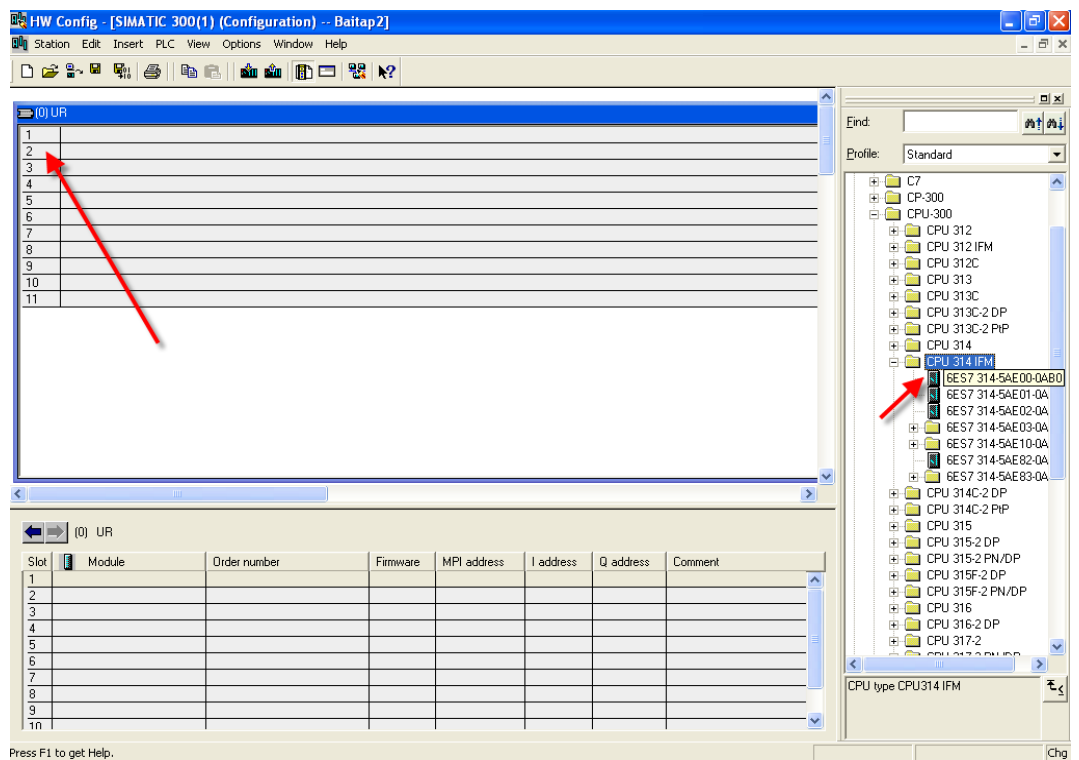 HW Config - [SIMATIC 300(1) (Configuration) -- Baitap2]
Station Edit Insert PLC View Options Window Help
(0) UR
1
2
3
4
5
6
7
8
9
10
11
(0) UR
Slot Module Order number Firmware MPI address I address Q address Comment
1
2
3
4
5
6
7
8
9
10
Find:
Profile: Standard
C7
CP-300
CPU-300
CPU 312
CPU 312 IFM
CPU 312C
CPU 313
CPU 313C
CPU 313C-2 DP
CPU 313C-2 PtP
CPU 314
CPU 314 IFM
6ES7 314-5AE00-0AB0
6ES7 314-5AE01-0A
6ES7 314-5AE02-0A
6ES7 314-5AE03-0A
6ES7 314-5AE10-0A
6ES7 314-5AE82-0A
6ES7 314-5AE83-0A
CPU 314C-2 DP
CPU 314C-2 PtP
CPU 315
CPU 315-2 DP
CPU 315-2 PN/DP
CPU 315F-2 DP
CPU 315F-2 PN/DP
CPU 316
CPU 316-2 DP
CPU 317-2
CPU 317-2 PN/DP
CPU type CPU314 IFM
Press F1 to get Help.
Chg